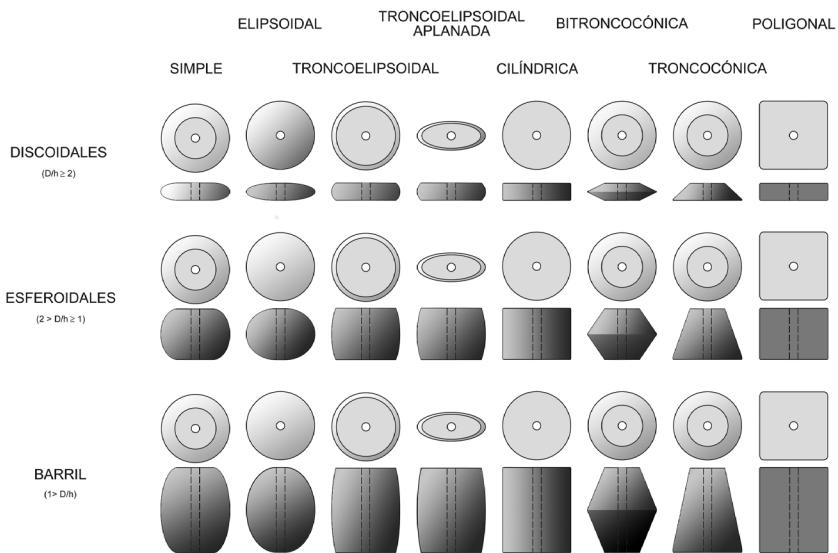 ELIPSOIDAL
TRONCOELIPSOIDAL
APLANADA
BITRONCOCÓNICA
POLIGONAL
SIMPLE
TRONCOELIPSOIDAL
CILÍNDRICA
TRONCOCÓNICA
DISCOIDALES
(D/h ≥ 2)
ESFEROIDALES
(2 > D/h ≥ 1)
BARRIL
(1> D/h)